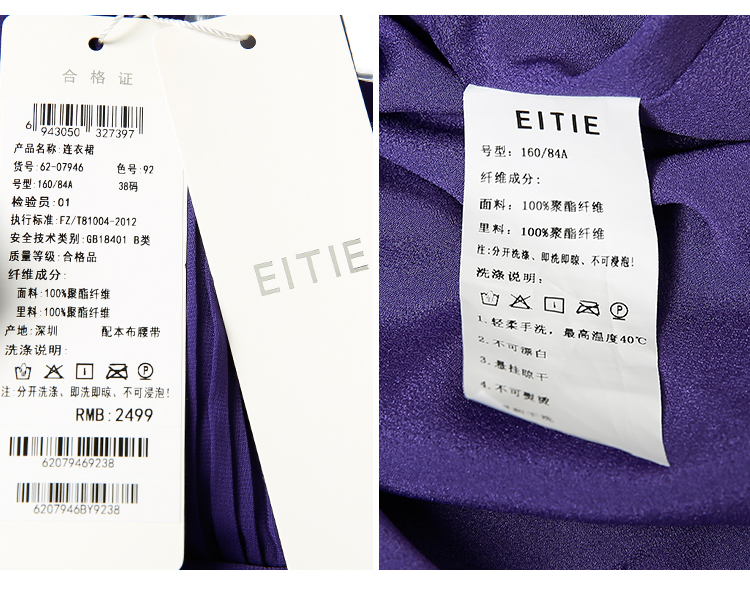 合格证
6 943050 327397
产品名称:连衣裙
货号:62-07946 色号:92
号型:160/84A 38码
检验员:01
执行标准:FZ/T81004-2012
安全技术类别:GB18401 B类
质量等级:合格品
纤维成分:
面料:100%聚酯纤维
里料:100%聚酯纤维
产地:深圳 配本布腰带
洗涤说明:
注:分开洗涤、即洗即晾、不可浸泡!
RMB:2499
62079469238
6207946BY9238
EITIE
EITIE
号型: 160/84A
纤维成分:
面料: 100%聚酯纤维
里料: 100%聚酯纤维
注:分开洗涤、即洗即晾、不可浸泡!
洗涤说明:
1.轻柔手洗, 最高温度40℃
2.不可漂白
3.悬挂晾干
4.不可熨烫